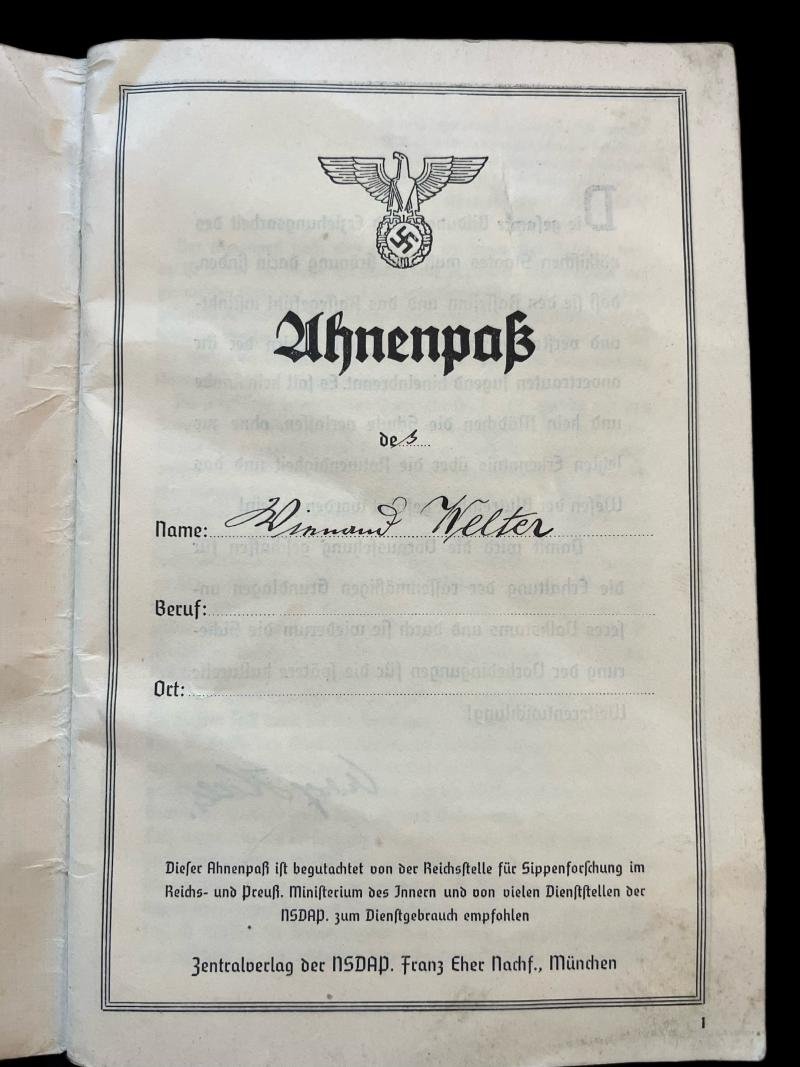 Ahnenpaß
des
Name: Wienand Welter
Beruf:
Ort:
Dieser Ahnenpaß ist begutachtet von der Reichsstelle für Sippenforschung im
Reichs- und Preuß. Ministerium des Innern und von vielen Dienststellen der
NSDAP. zum Dienstgebrauch empfohlen
Zentralverlag der NSDAP. Franz Eher Nachf., München
1